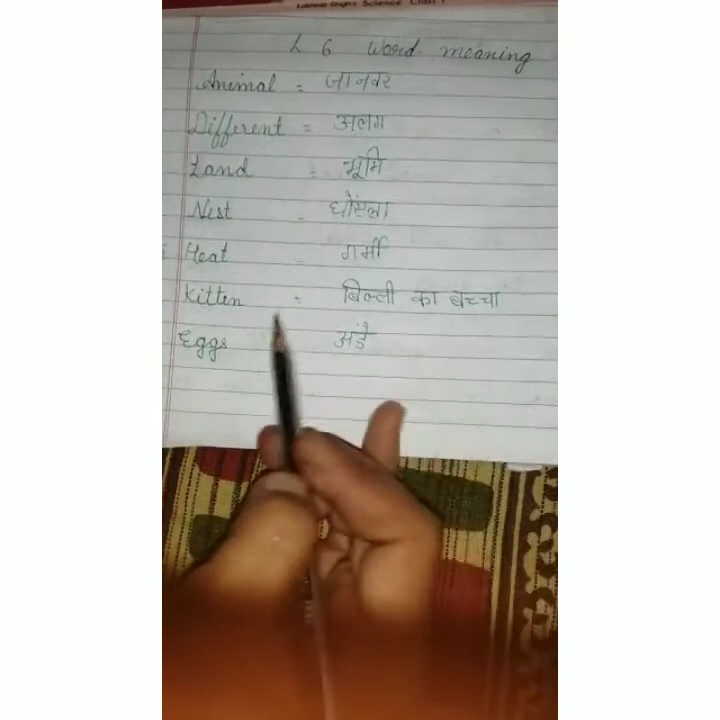 L 6 Word meaning
Animal = जानवर
Different = अलग
Land = भूमि
Nest - घोंसला
Heat - गर्मी
Kitten = बिल्ली का बच्चा
Eggs अंडे